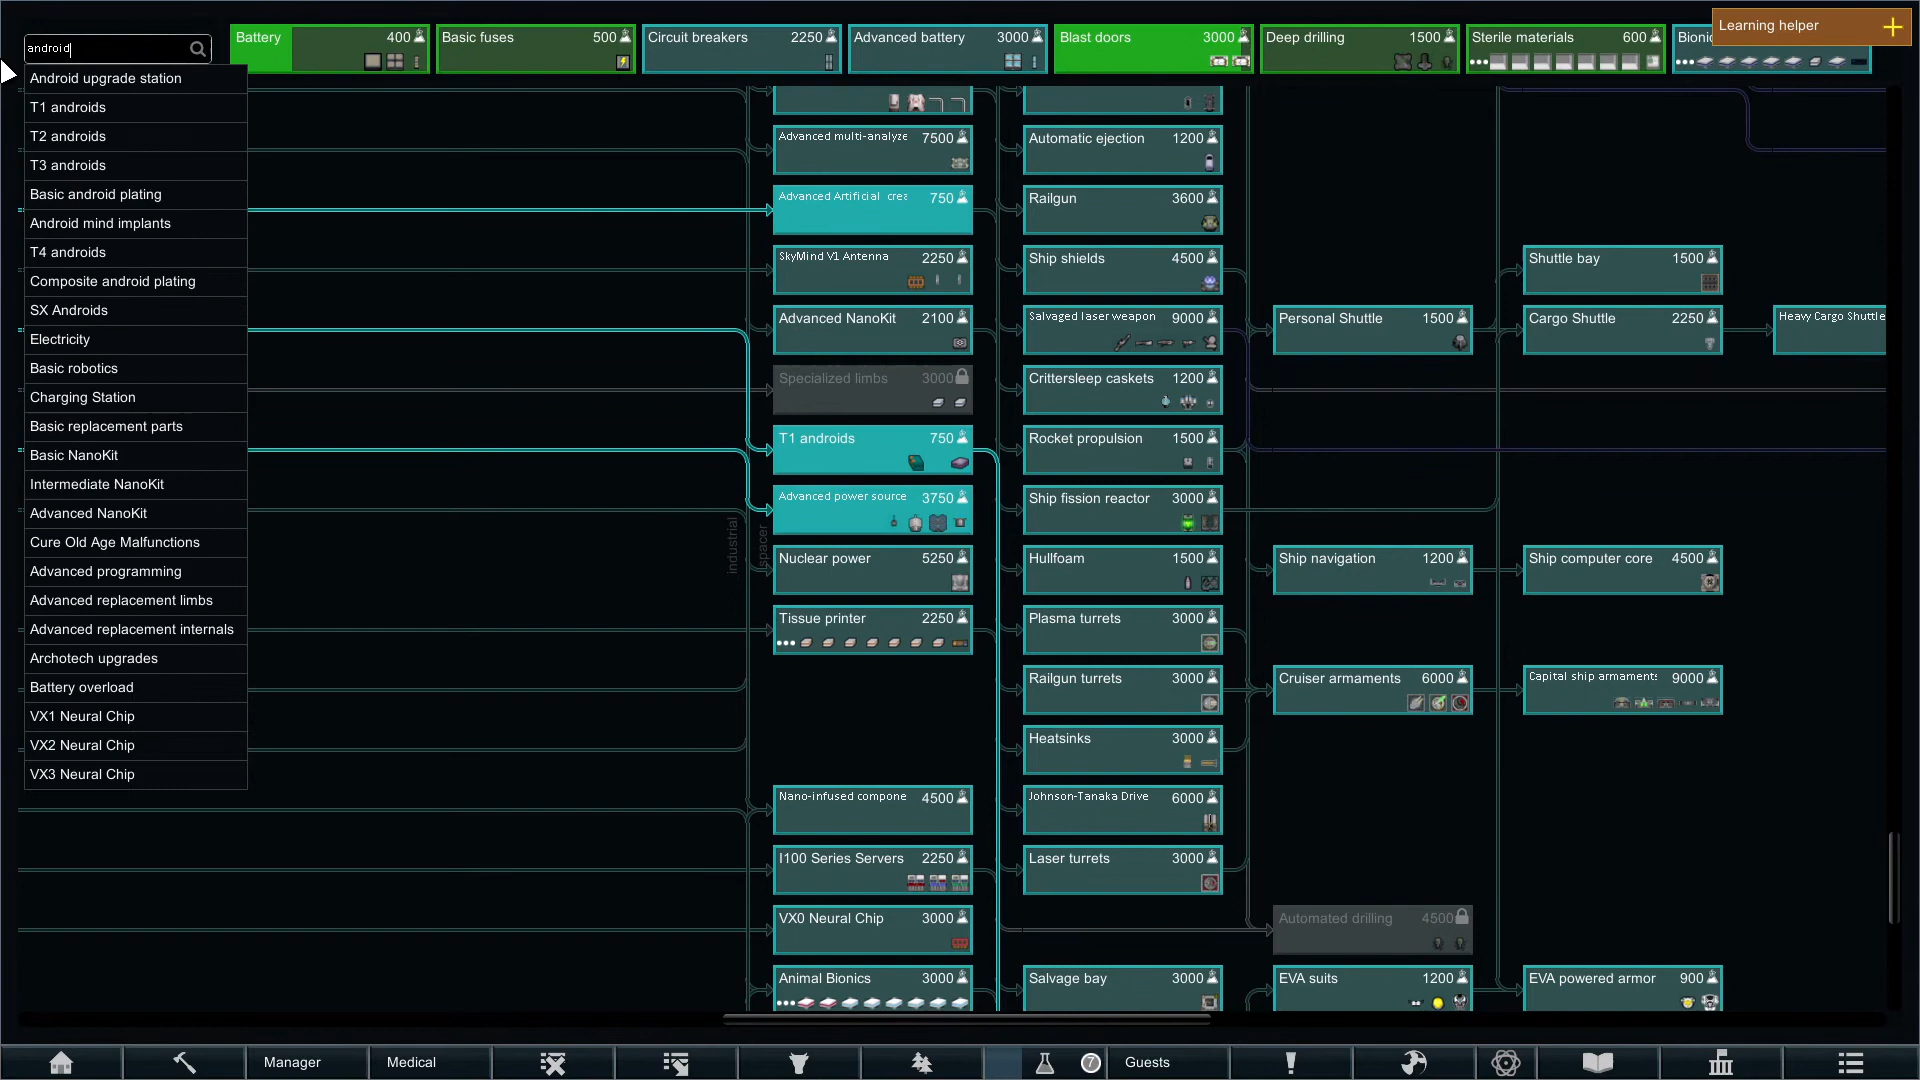 android
Battery 400
Basic fuses 500
Circuit breakers 2250
Advanced battery 3000
Blast doors 3000
Deep drilling 1500
Sterile materials 600
Bionic
Learning helper
Android upgrade station
T1 androids
T2 androids
T3 androids
Basic android plating
Android mind implants
T4 androids
Composite android plating
SX Androids
Electricity
Basic robotics
Charging Station
Basic replacement parts
Basic NanoKit
Intermediate NanoKit
Advanced NanoKit
Cure Old Age Malfunctions
Advanced programming
Advanced replacement limbs
Advanced replacement internals
Archotech upgrades
Battery overload
VX1 Neural Chip
VX2 Neural Chip
VX3 Neural Chip
industrial
spacer
Advanced multi-analyze 7500
Advanced Artificial crea 750
SkyMind V1 Antenna 2250
Advanced NanoKit 2100
Specialized limbs 3000
T1 androids 750
Advanced power source 3750
Nuclear power 5250
Tissue printer 2250
Nano-infused compone 4500
I100 Series Servers 2250
VX0 Neural Chip 3000
Animal Bionics 3000
Automatic ejection 1200
Railgun 3600
Ship shields 4500
Salvaged laser weapon 9000
Crittersleep caskets 1200
Rocket propulsion 1500
Ship fission reactor 3000
Hullfoam 1500
Plasma turrets 3000
Railgun turrets 3000
Heatsinks 3000
Johnson-Tanaka Drive 6000
Laser turrets 3000
Salvage bay 3000
Personal Shuttle 1500
Ship navigation 1200
Cruiser armaments 6000
Automated drilling 4500
EVA suits 1200
Shuttle bay 1500
Cargo Shuttle 2250
Ship computer core 4500
Capital ship armaments 9000
EVA powered armor 900
Heavy Cargo Shuttle
Manager
Medical
7
Guests